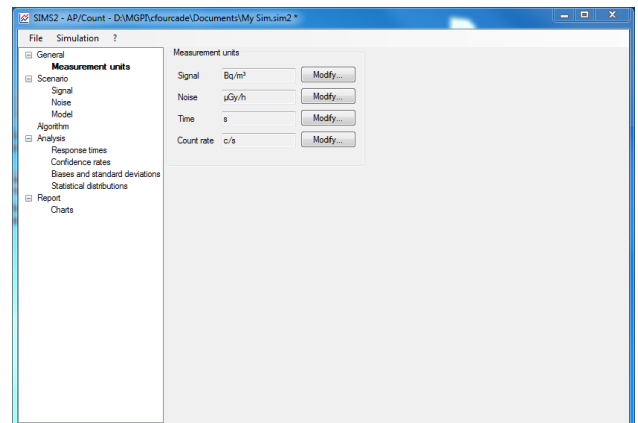 SIMS2 - AP/Count - D:\MGPI\cfourcade\Documents\My Sim.sim2 *
File Simulation ?
General
Measurement units
Scenario
Signal
Noise
Model
Algorithm
Analysis
Response times
Confidence rates
Biases and standard deviations
Statistical distributions
Report
Charts
Measurement units
Signal Bq/m³ Modify...
Noise µGy/h Modify...
Time s Modify...
Count rate c/s Modify...